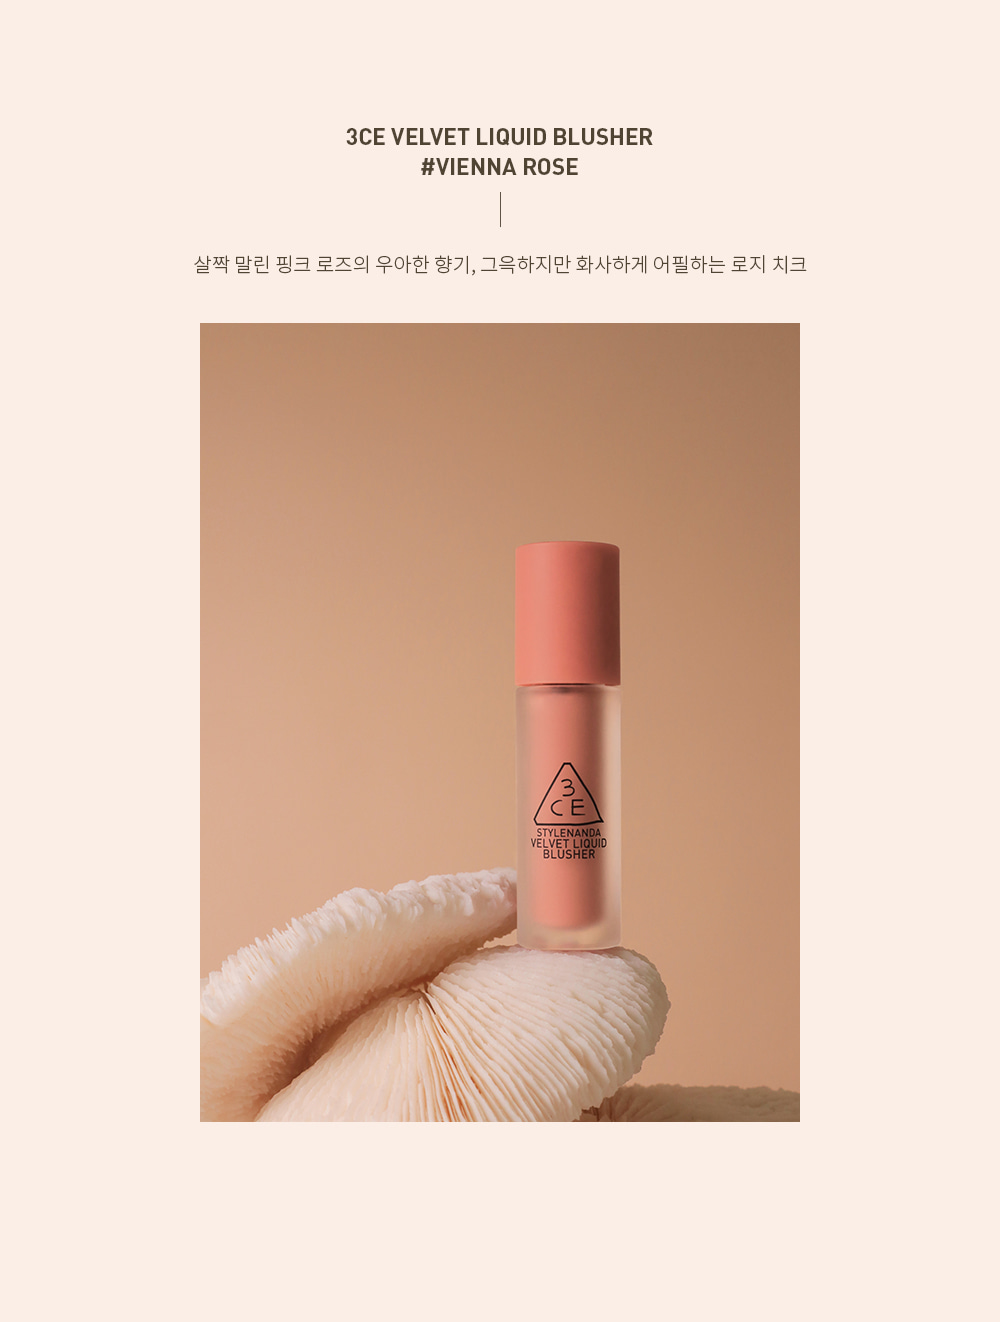 3CE VELVET LIQUID BLUSHER
#VIENNA ROSE
살짝 말린 핑크 로즈의 우아한 향기, 그윽하지만 화사하게 어필하는 로지 치크
3
CE
STYLENANDA
VELVET LIQUID
BLUSHER